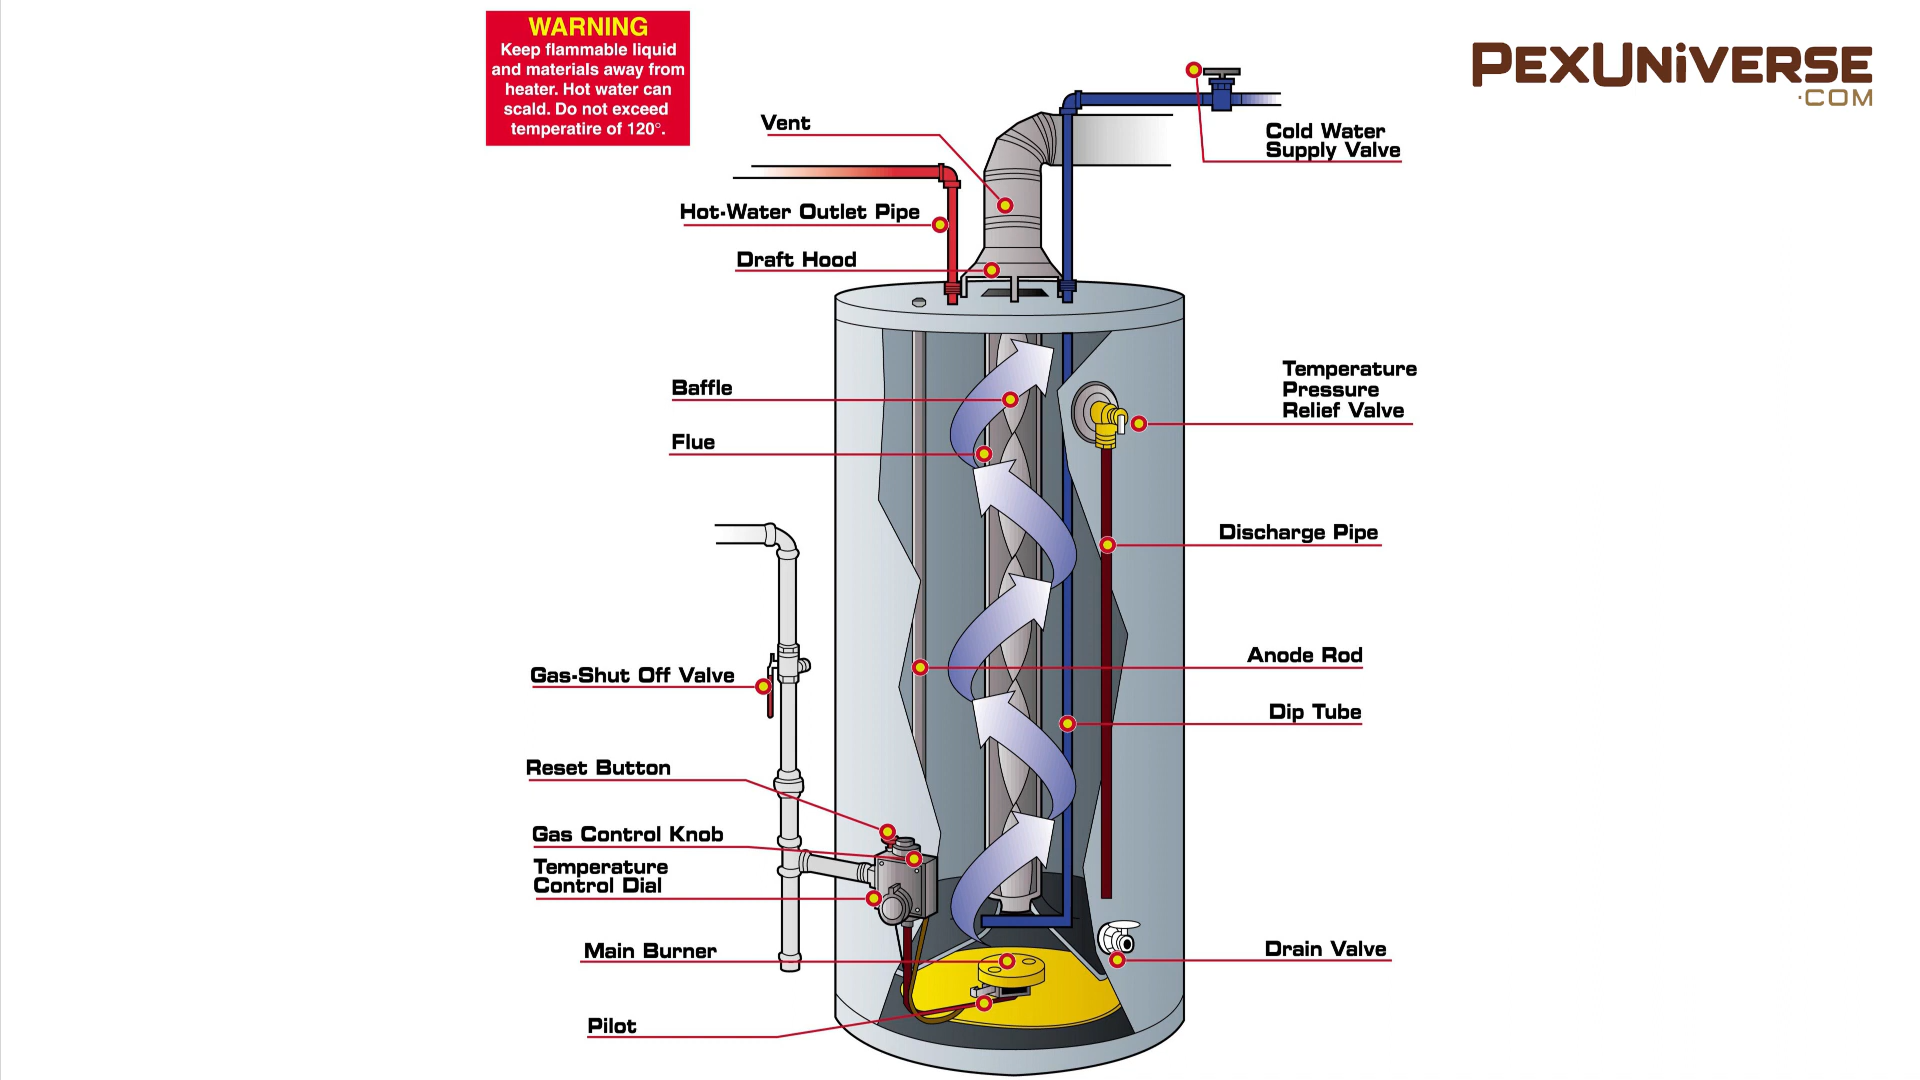 WARNING
Keep flammable liquid
and materials away from
heater. Hot water can
scald. Do not exceed
temperatire of 120°.
PEXUNiVERSE
.COM
Vent
Cold Water
Supply Valve
Hot-Water Outlet Pipe
Draft Hood
Temperature
Pressure
Relief Valve
Baffle
Flue
Discharge Pipe
Anode Rod
Gas-Shut Off Valve
Dip Tube
Reset Button
Gas Control Knob
Temperature
Control Dial
Main Burner
Drain Valve
Pilot